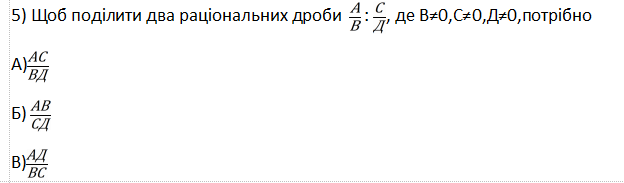 5) Щоб поділити два раціональних дроби A/B : C/Д, де B≠0,C≠0,Д≠0,потрібно
А) AC/BД
Б) AB/CД
В) AД/BC